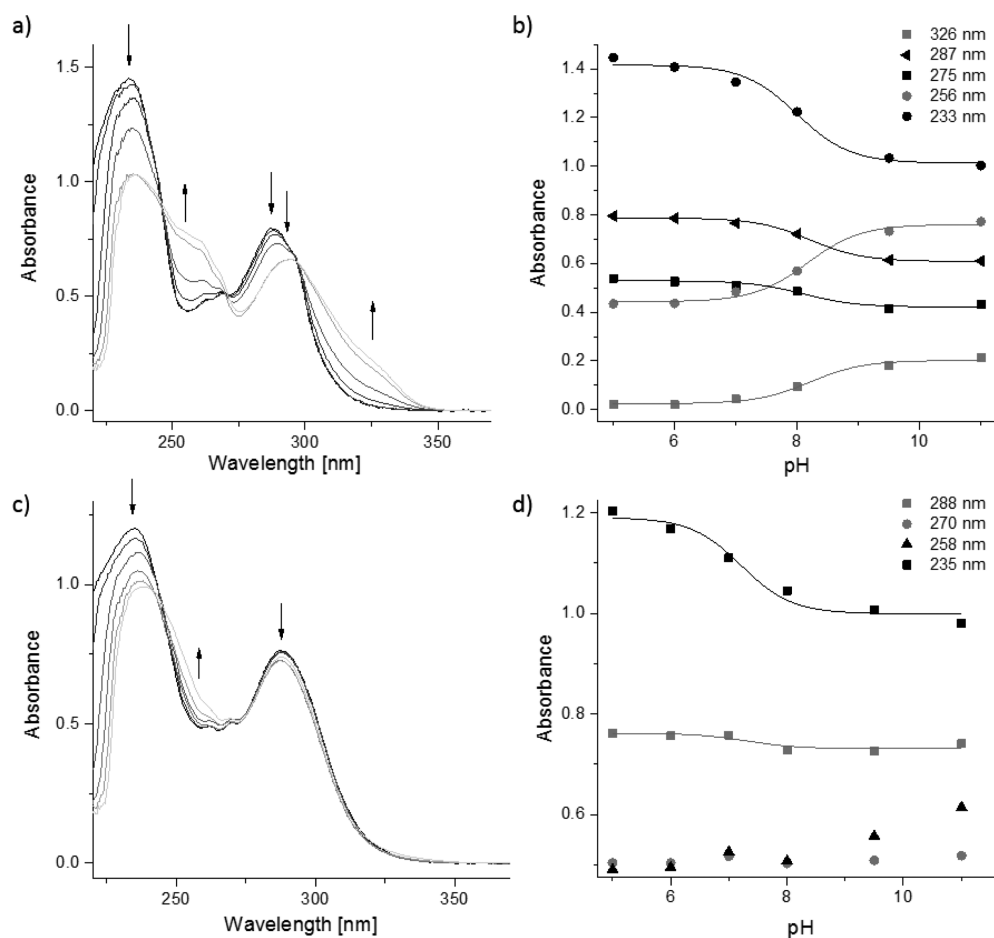 a)
Absorbance
1.5
1.0
0.5
0.0
250
300
350
Wavelength [nm]
b)
Absorbance
1.4
1.2
1.0
0.8
0.6
0.4
0.2
0.0
6
8
10
pH
326 nm
287 nm
275 nm
256 nm
233 nm
c)
Absorbance
1.0
0.5
0.0
250
300
350
Wavelength [nm]
d)
Absorbance
1.2
1.0
0.8
0.6
6
8
10
pH
288 nm
270 nm
258 nm
235 nm